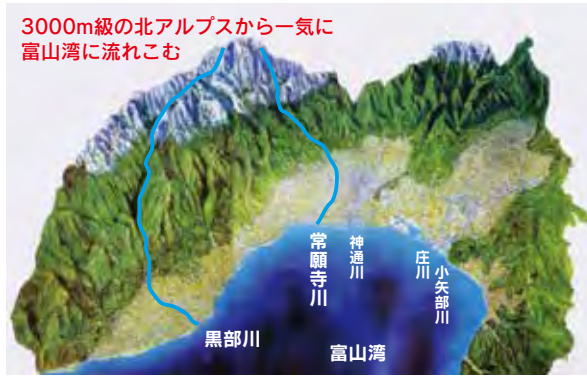 3000m級の北アルプスから一気に
富山湾に流れこむ
常願寺川
神通川
庄川
小矢部川
黒部川
富山湾